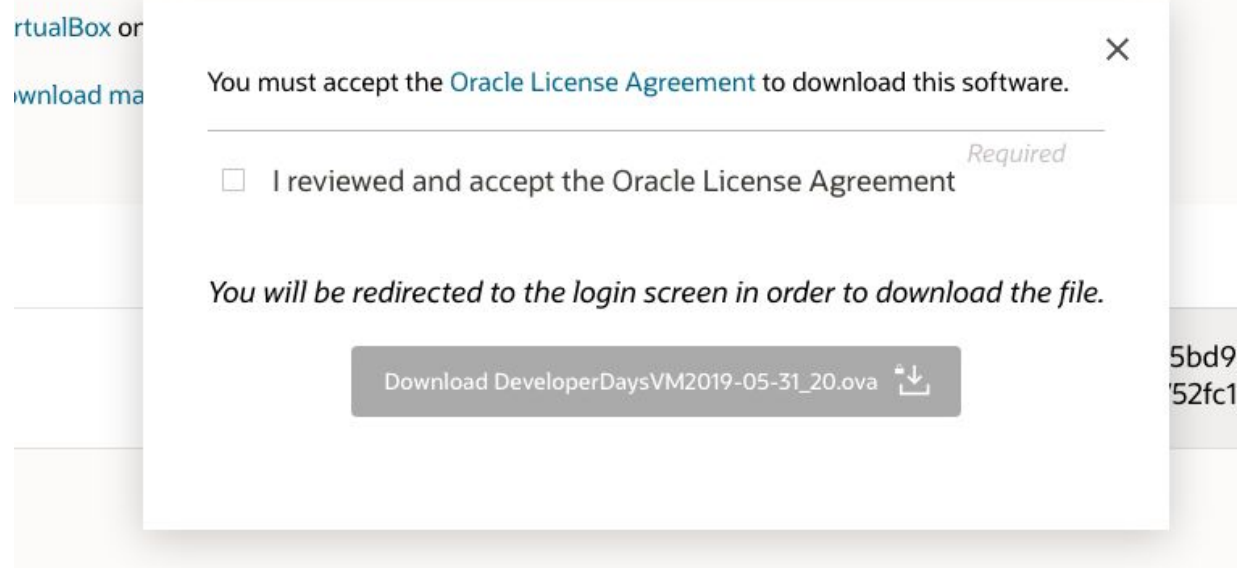 rtualBox or
wnload ma
You must accept the Oracle License Agreement to download this software.
Required
I reviewed and accept the Oracle License Agreement
You will be redirected to the login screen in order to download the file.
Download DeveloperDaysVM2019-05-31_20.ova
5bd9
52fc1